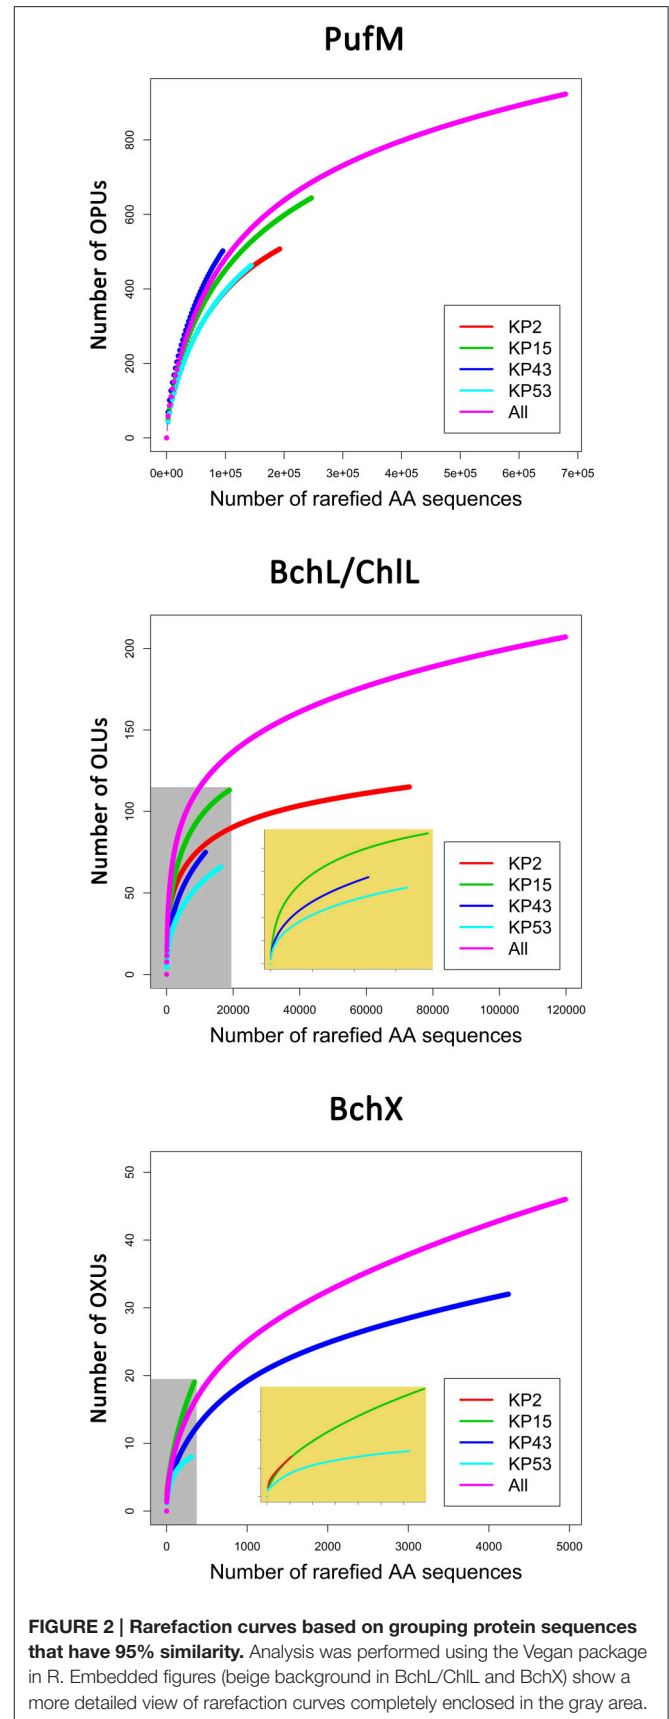 PufM
Number of OPUs
0
200
400
600
800
KP2
KP15
KP43
KP53
All
0e+00
1e+05
2e+05
3e+05
4e+05
5e+05
6e+05
7e+05
Number of rarefied AA sequences
BchL/ChlL
Number of OLUs
0
50
100
150
200
KP2
KP15
KP43
KP53
All
0
20000
40000
60000
80000
100000
120000
Number of rarefied AA sequences
BchX
Number of OXUs
0
10
20
30
40
50
KP2
KP15
KP43
KP53
All
0
1000
2000
3000
4000
5000
Number of rarefied AA sequences
FIGURE 2 | Rarefaction curves based on grouping protein sequences
that have 95% similarity. Analysis was performed using the Vegan package
in R. Embedded figures (beige background in BchL/ChlL and BchX) show a
more detailed view of rarefaction curves completely enclosed in the gray area.